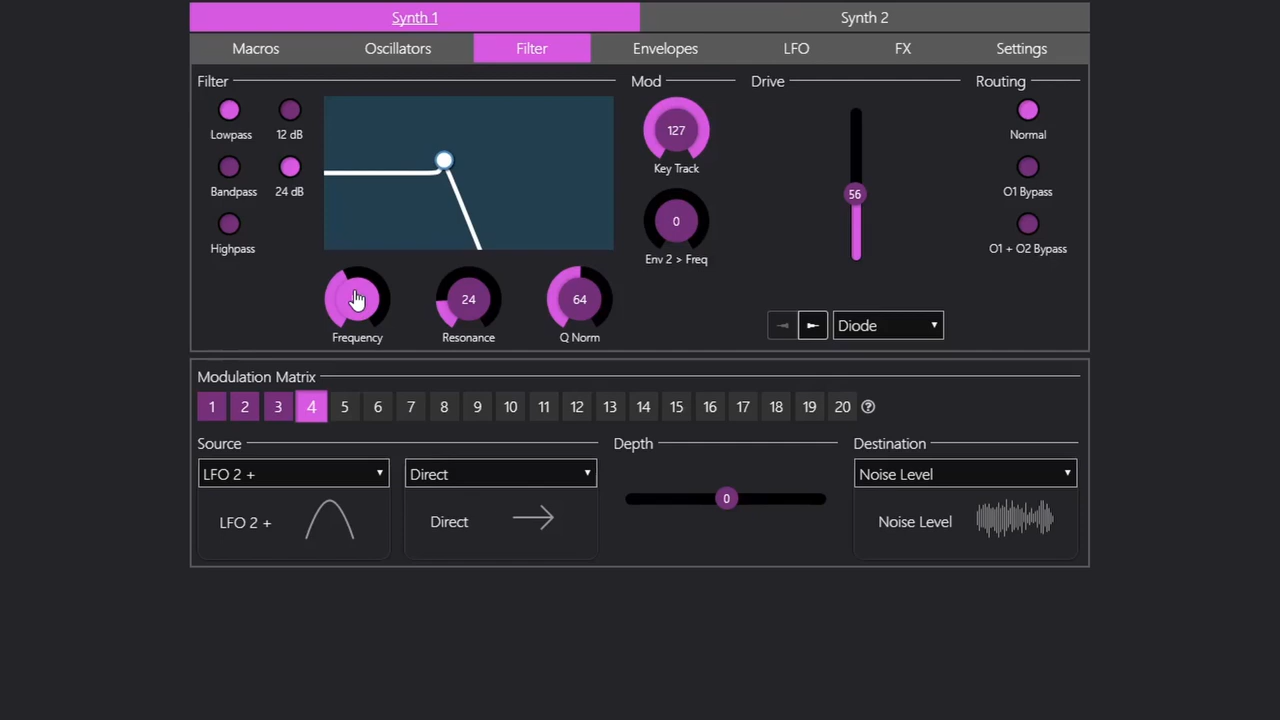 Synth 1 Synth 2
Macros Oscillators Filter Envelopes LFO FX Settings
Filter Mod Drive Routing
Lowpass 12 dB 127 Normal
Key Track
Bandpass 24 dB 56 O1 Bypass
0
Highpass Env 2 > Freq O1 + O2 Bypass
24 64
Frequency Resonance Q Norm Diode
Modulation Matrix
1 2 3 4 5 6 7 8 9 10 11 12 13 14 15 16 17 18 19 20 ?
Source Depth Destination
LFO 2 + Direct Noise Level
0
LFO 2 + Direct Noise Level